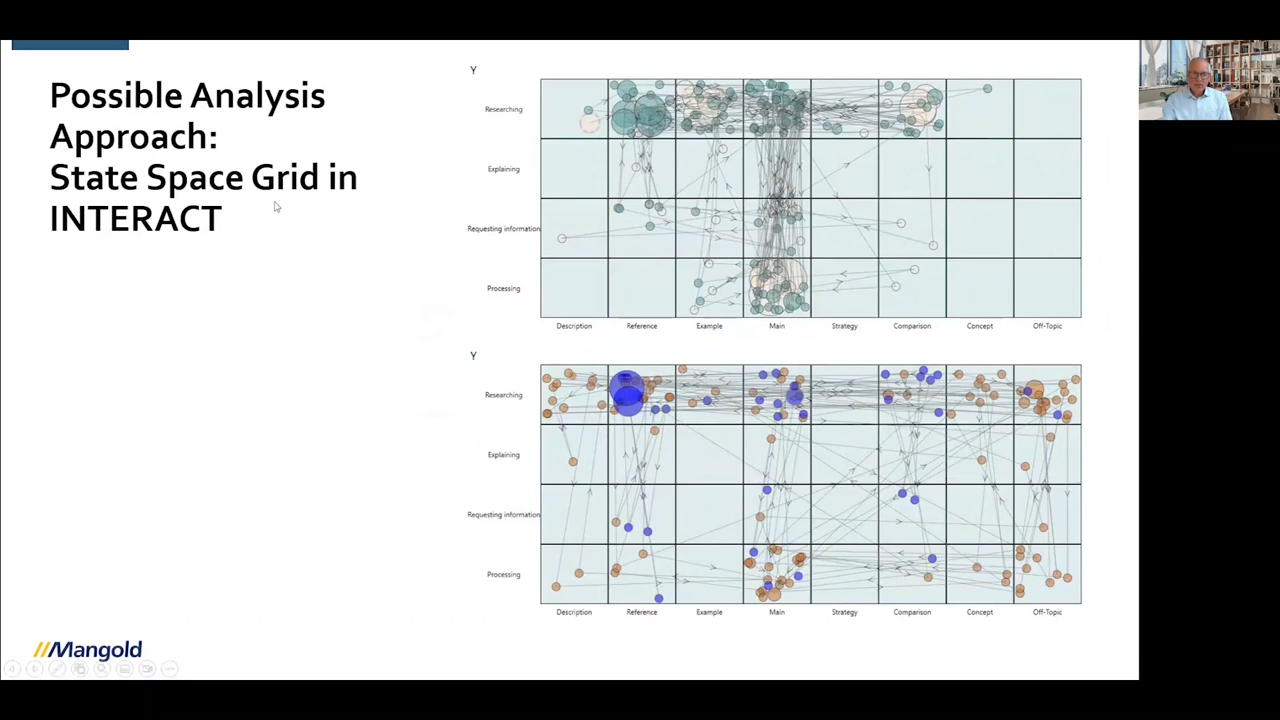 Possible Analysis
Approach:
State Space Grid in
INTERACT
Y
Researching
Explaining
Requesting information
Processing
Description Reference Example Main Strategy Comparison Concept Off-Topic
Y
Researching
Explaining
Requesting information
Processing
Description Reference Example Main Strategy Comparison Concept Off-Topic
//Mangold